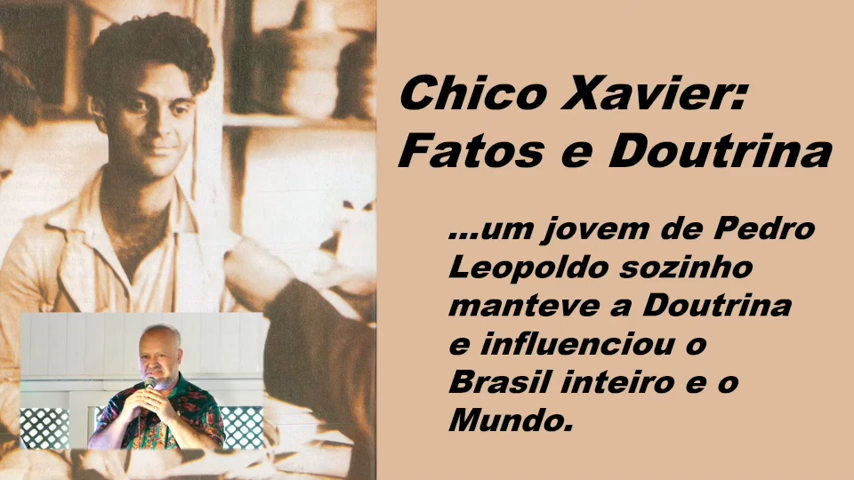 Chico Xavier:
Fatos e Doutrina
...um jovem de Pedro
Leopoldo sozinho
manteve a Doutrina
e influenciou o
Brasil inteiro e o
Mundo.